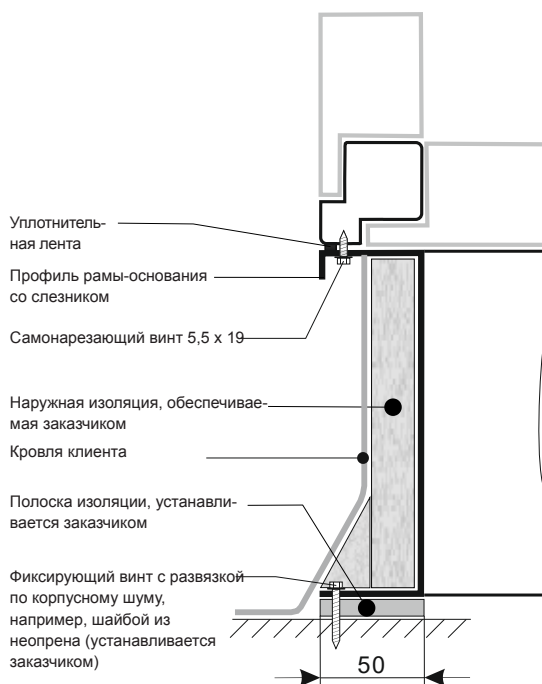 Уплотнитель-
ная лента
Профиль рамы-основания
со слезником
Самонарезающий винт 5,5 x 19
Наружная изоляция, обеспечивае-
мая заказчиком
Кровля клиента
Полоска изоляции, устанавли-
вается заказчиком
Фиксирующий винт с развязкой
по корпусному шуму,
например, шайбой из
неопрена (устанавливается
заказчиком)
50